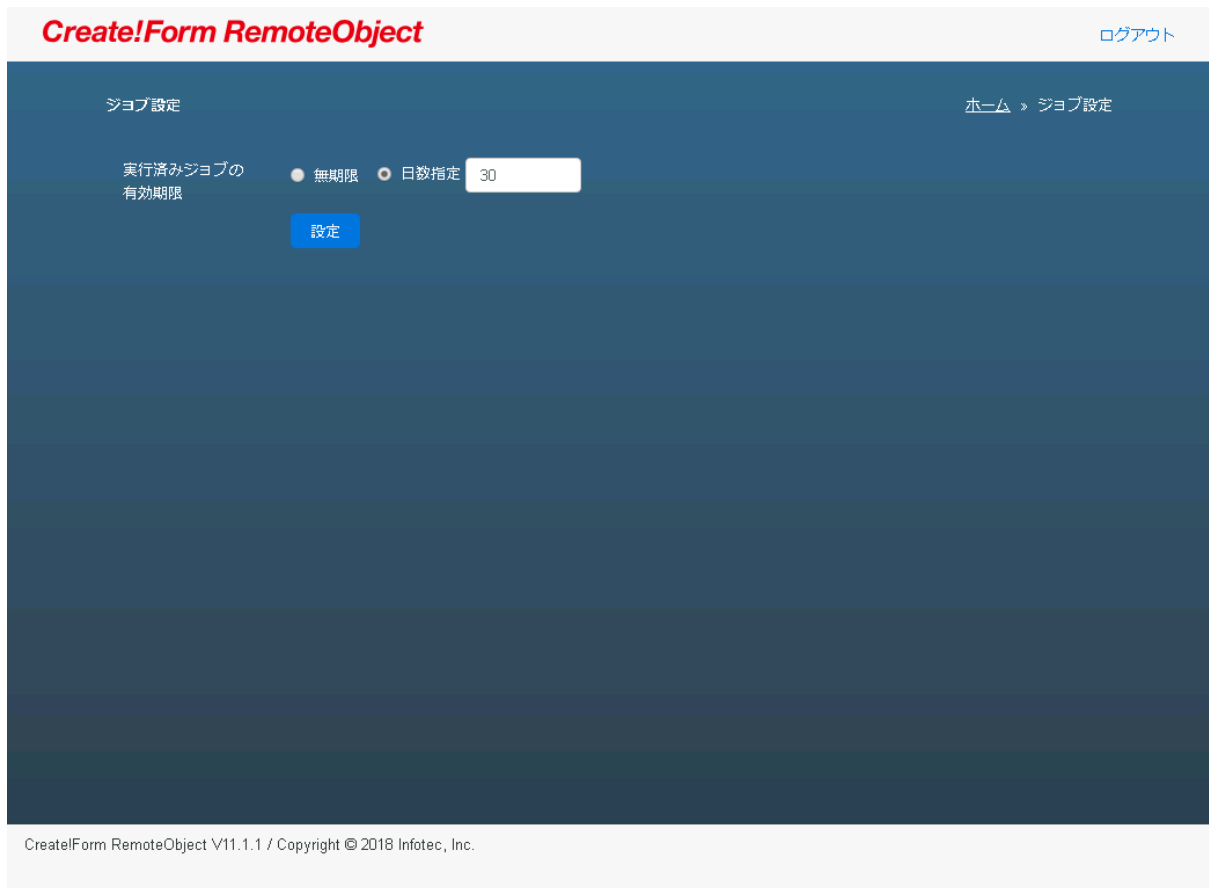 Create!Form RemoteObject
ログアウト
ジョブ設定
ホーム » ジョブ設定
実行済みジョブの
有効期限
無期限 日数指定 30
設定
Create!Form RemoteObject V11.1.1 / Copyright © 2018 Infotec, Inc.